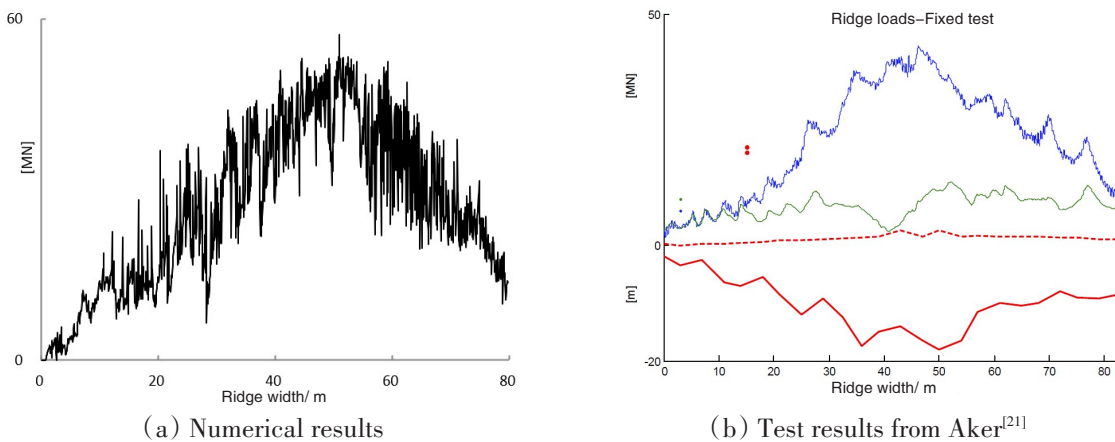 60
[MN]
0
0
20
40
60
80
Ridge width/ m
(a) Numerical results
Ridge loads–Fixed test
50
[MN]
0
[m]
-20
0
10
20
30
40
50
60
70
80
Ridge width/ m
(b) Test results from Aker[21]